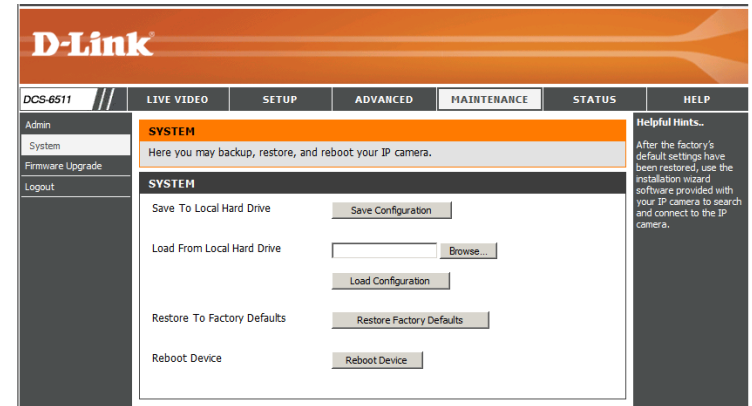 D-Link
DCS-6511
LIVE VIDEO
SETUP
ADVANCED
MAINTENANCE
STATUS
HELP
Admin
System
Firmware Upgrade
Logout
SYSTEM
Here you may backup, restore, and reboot your IP camera.
SYSTEM
Save To Local Hard Drive
Save Configuration
Load From Local Hard Drive
Browse...
Load Configuration
Restore To Factory Defaults
Restore Factory Defaults
Reboot Device
Reboot Device
Helpful Hints..
After the factory's
default settings have
been restored, use the
installation wizard
software provided with
your IP camera to search
and connect to the IP
camera.